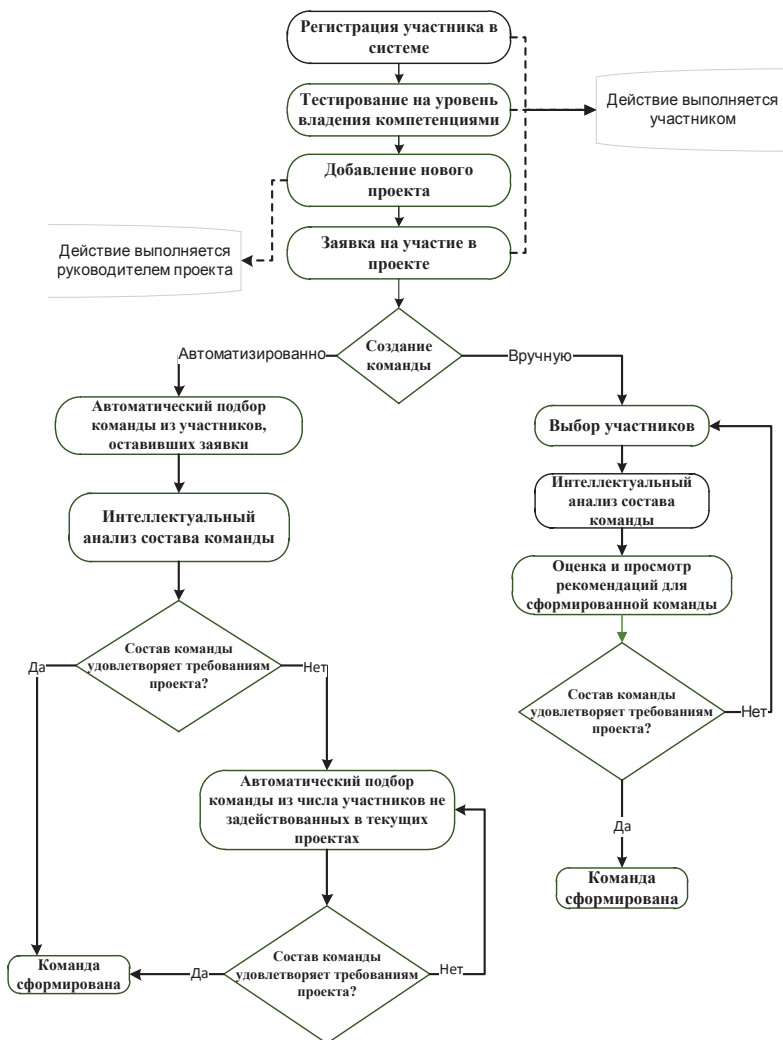 Регистрация участника в
системе
Тестирование на уровень
владения компетенциями
Действие выполняется
участником
Добавление нового
проекта
Действие выполняется
руководителем проекта
Заявка на участие в
проекте
Создание
команды
Автоматизированно
Вручную
Автоматический подбор
команды из участников,
оставивших заявки
Интеллектуальный
анализ состава команды
Состав команды
удовлетворяет требованиям
проекта?
Да
Нет
Автоматический подбор
команды из числа участников не
задействованных в текущих
проектах
Состав команды
удовлетворяет требованиям
проекта?
Да
Нет
Команда
сформирована
Выбор участников
Интеллектуальный
анализ состава
команды
Оценка и просмотр
рекомендаций для
сформированной команды
Состав команды
удовлетворяет требованиям
проекта?
Нет
Да
Команда
сформирована